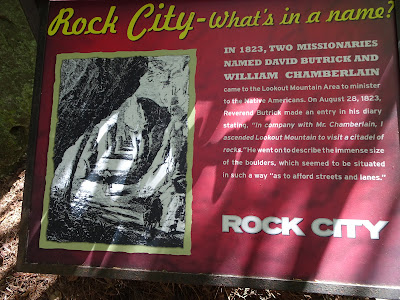 Rock City-What's in a name?
IN 1823, TWO MISSIONARIES
NAMED DAVID BUTRICK AND
WILLIAM CHAMBERLAIN
came to the Lookout Mountain Area to minister
to the Native Americans. On August 28, 1823,
Reverend Butrick made an entry in his diary
stating, "In company with Mr. Chamberlain, I
ascended Lookout Mountain to visit a citadel of
rocks." He went on to describe the immense size
of the boulders, which seemed to be situated
in such a way "as to afford streets and lanes."
ROCK CITY